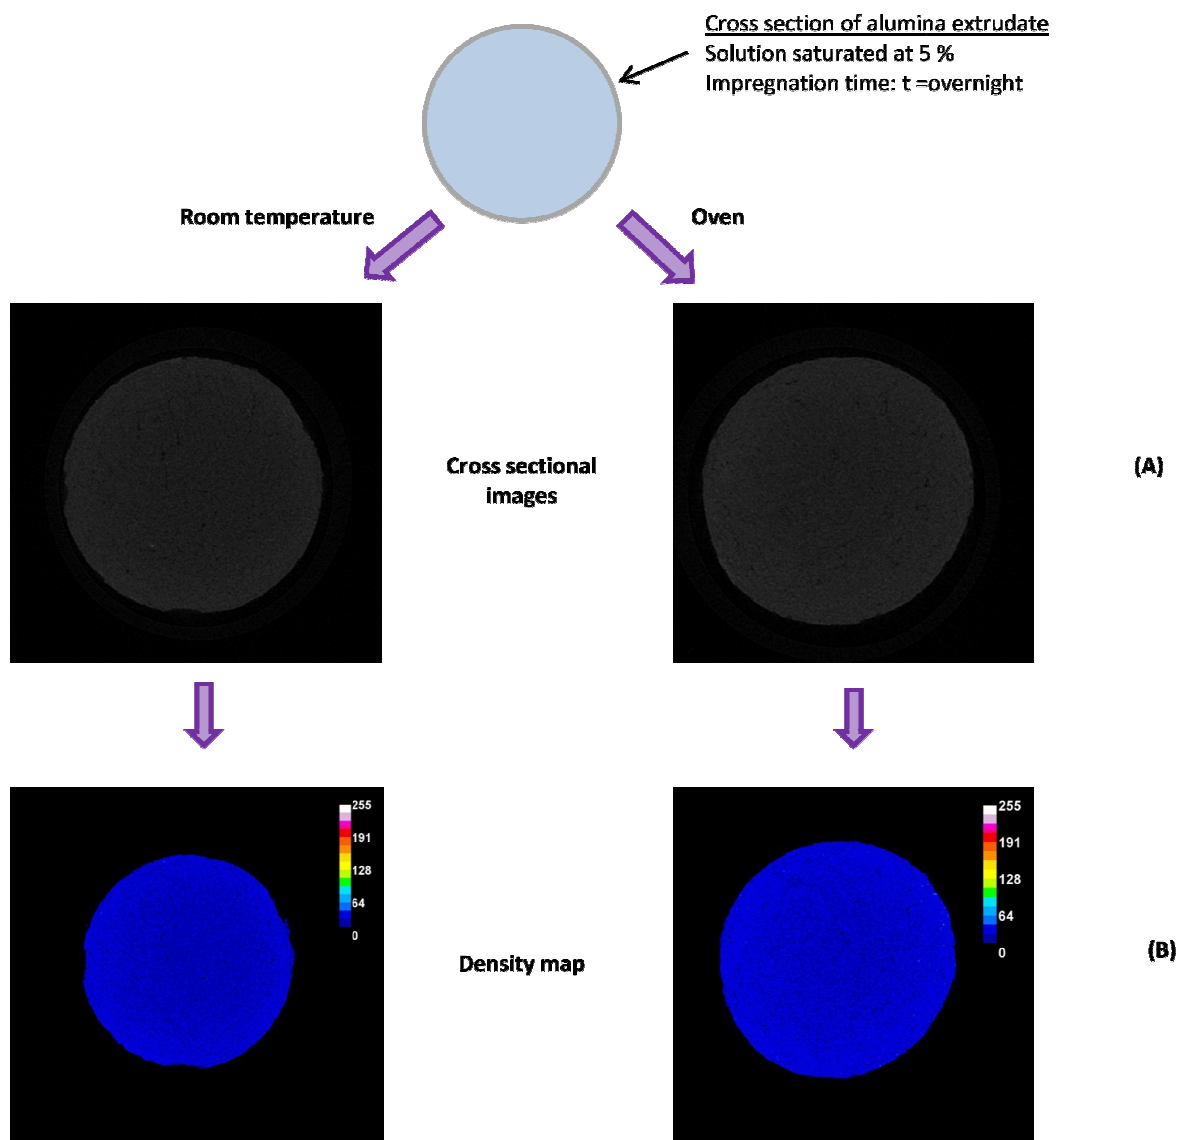 Cross section of alumina extrudate
Solution saturated at 5 %
Impregnation time: t =overnight
Room temperature
Oven
Cross sectional
images
(A)
255
191
128
64
0
255
191
128
64
0
Density map
(B)